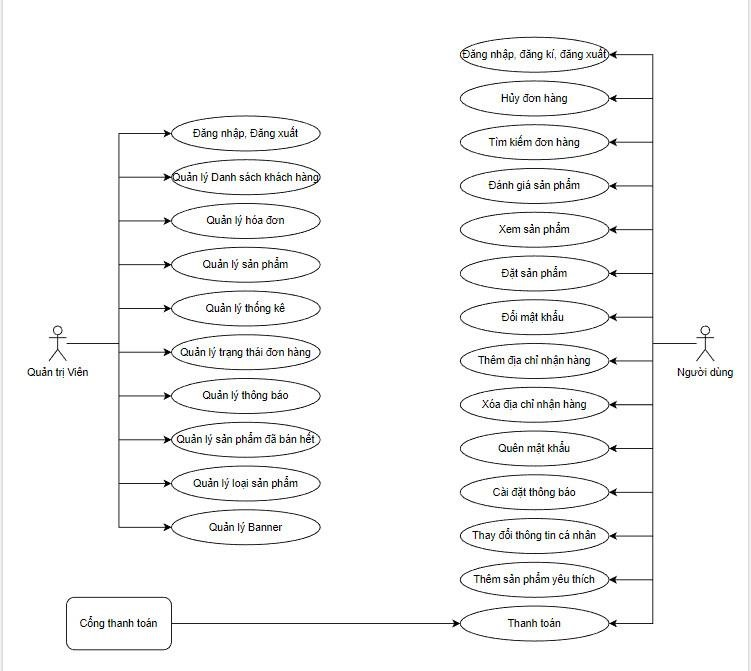 Đăng nhập, Đăng xuất
Quản lý Danh sách khách hàng
Quản lý hóa đơn
Quản lý sản phẩm
Quản lý thống kê
Quản lý trạng thái đơn hàng
Quản lý thông báo
Quản lý sản phẩm đã bán hết
Quản lý loại sản phẩm
Quản lý Banner
Quản trị Viên
Cổng thanh toán
Đăng nhập, đăng kí, đăng xuất
Hủy đơn hàng
Tìm kiếm đơn hàng
Đánh giá sản phẩm
Xem sản phẩm
Đặt sản phẩm
Đổi mật khẩu
Thêm địa chỉ nhận hàng
Xóa địa chỉ nhận hàng
Quên mật khẩu
Cài đặt thông báo
Thay đổi thông tin cá nhân
Thêm sản phẩm yêu thích
Thanh toán
Người dùng